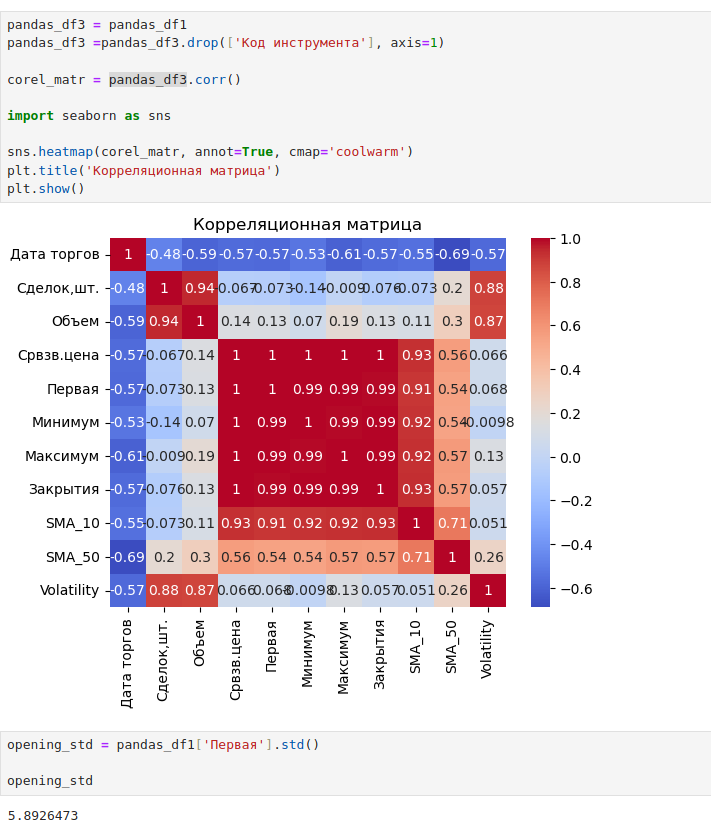 pandas_df3 = pandas_df1
pandas_df3 =pandas_df3.drop(['Код инструмента'], axis=1)
corel_matr = pandas_df3.corr()
import seaborn as sns
sns.heatmap(corel_matr, annot=True, cmap='coolwarm')
plt.title('Корреляционная матрица')
plt.show()
Корреляционная матрица
Дата торгов 1 -0.48 -0.59 -0.57 -0.57 -0.53 -0.61 -0.57 -0.55 -0.69 -0.57
Сделок,шт. -0.48 1 0.94 -0.067 -0.073 -0.14 -0.009 -0.076 -0.073 0.2 0.88
Объем -0.59 0.94 1 0.14 0.13 0.07 0.19 0.13 0.11 0.3 0.87
Срвзв.цена -0.57 -0.067 0.14 1 1 1 1 1 0.93 0.56 0.066
Первая -0.57 -0.073 0.13 1 1 0.99 0.99 0.99 0.91 0.54 0.068
Минимум -0.53 -0.14 0.07 1 0.99 1 0.99 0.99 0.92 0.54 -0.0098
Максимум -0.61 -0.009 0.19 1 0.99 0.99 1 0.99 0.92 0.57 0.13
Закрытия -0.57 -0.076 0.13 1 0.99 0.99 0.99 1 0.93 0.57 0.057
SMA_10 -0.55 -0.073 0.11 0.93 0.91 0.92 0.92 0.93 1 0.71 0.051
SMA_50 -0.69 0.2 0.3 0.56 0.54 0.54 0.57 0.57 0.71 1 0.26
Volatility -0.57 0.88 0.87 0.066 0.068 -0.0098 0.13 0.057 0.051 0.26 1
Дата торгов Сделок,шт. Объем Срвзв.цена Первая Минимум Максимум Закрытия SMA_10 SMA_50 Volatility
1.0
0.8
0.6
0.4
0.2
0.0
−0.2
−0.4
−0.6
opening_std = pandas_df1['Первая'].std()
opening_std
5.8926473